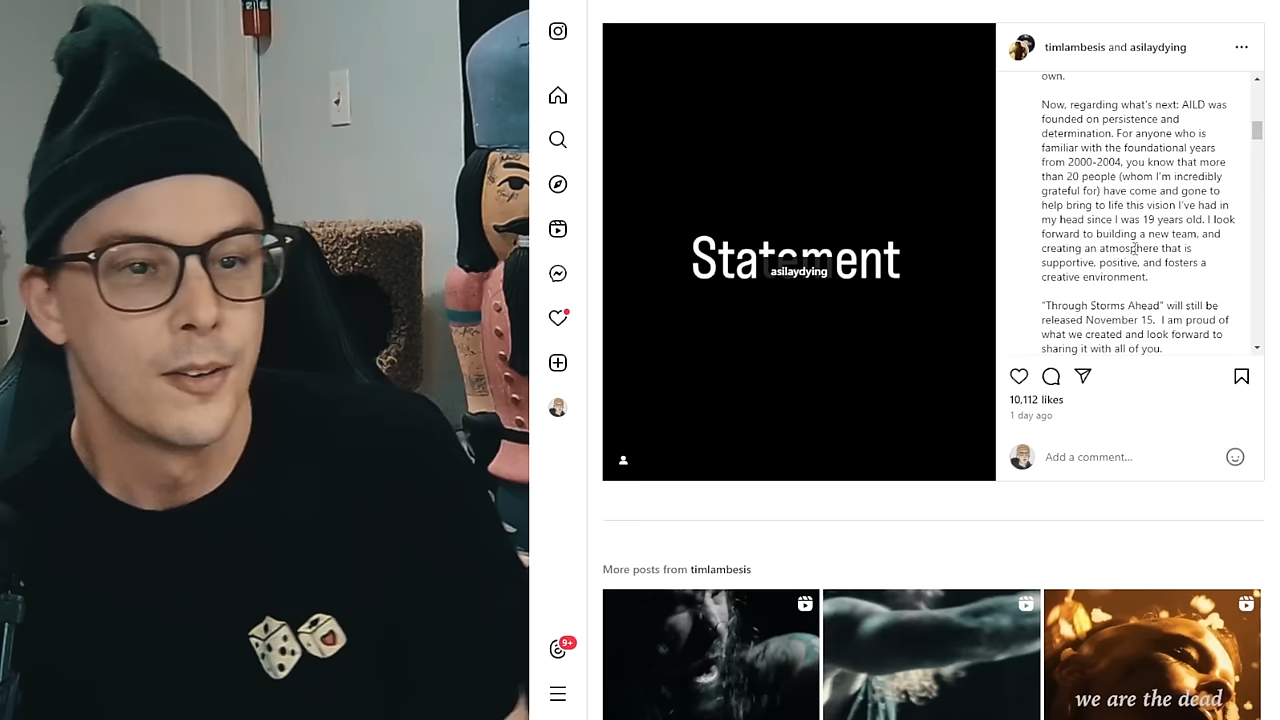 timlambesis and asilaydying
own.
Now, regarding what's next: AILD was
founded on persistence and
determination. For anyone who is
familiar with the foundational years
from 2000-2004, you know that more
than 20 people (whom I'm incredibly
grateful for) have come and gone to
help bring to life this vision I've had in
my head since I was 19 years old. I look
forward to building a new team, and
creating an atmosphere that is
supportive, positive, and fosters a
creative environment.
"Through Storms Ahead" will still be
released November 15. I am proud of
what we created and look forward to
sharing it with all of you.
Statement
asilaydying
10,112 likes
1 day ago
Add a comment...
More posts from timlambesis
9+
we are the dead